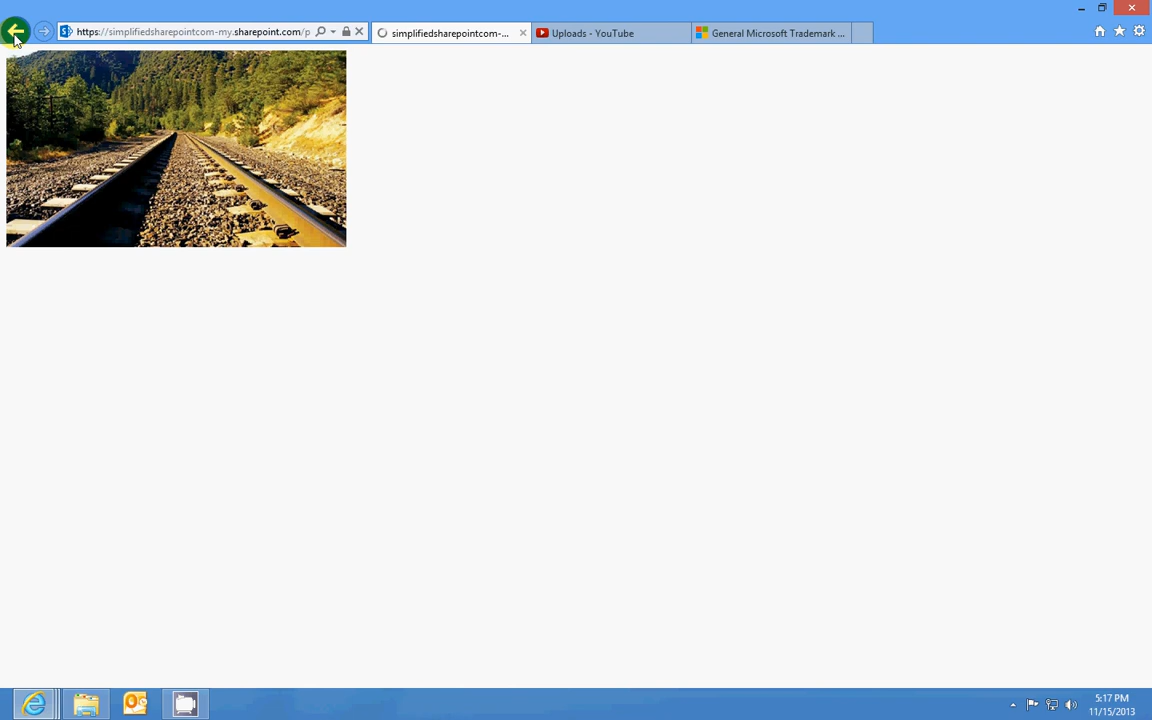 https://simplifiedsharepointcom-my.sharepoint.com/p
simplifiedsharepointcom-...
Uploads - YouTube
General Microsoft Trademark ...
5:17 PM
11/15/2013